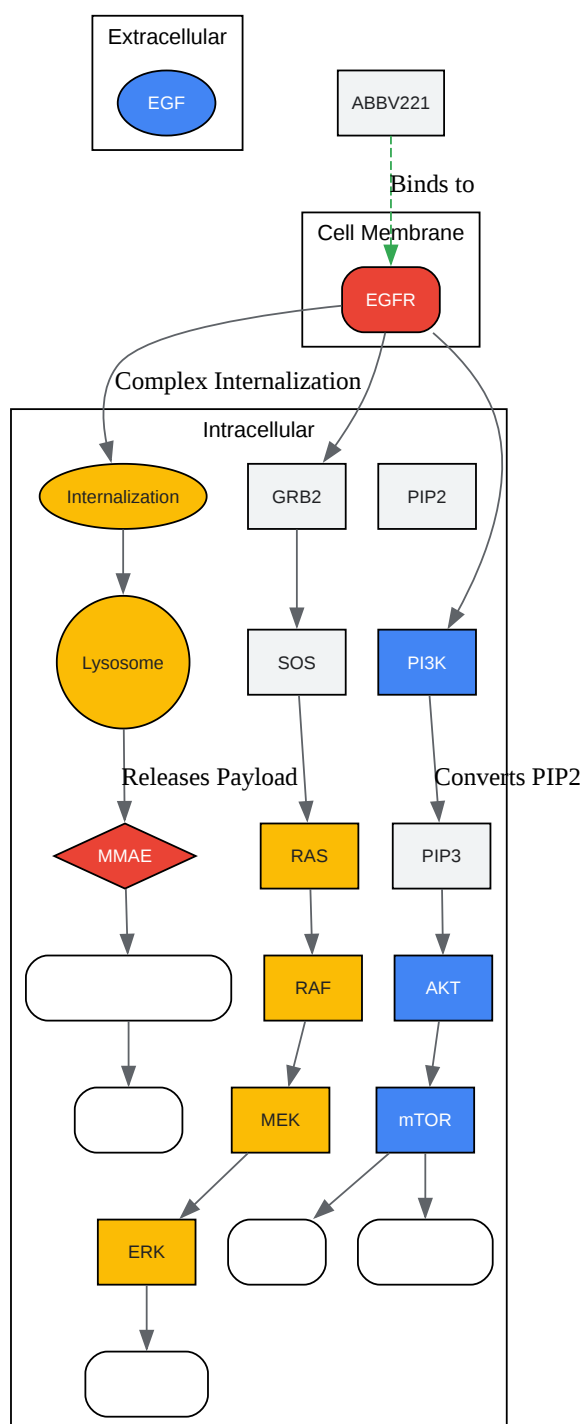 Extracellular
EGF
ABBV221
Binds to
Cell Membrane
EGFR
Complex Internalization
Intracellular
Internalization
GRB2
PIP2
Lysosome
SOS
PI3K
Releases Payload
Converts PIP2
MMAE
RAS
PIP3
RAF
AKT
MEK
mTOR
ERK